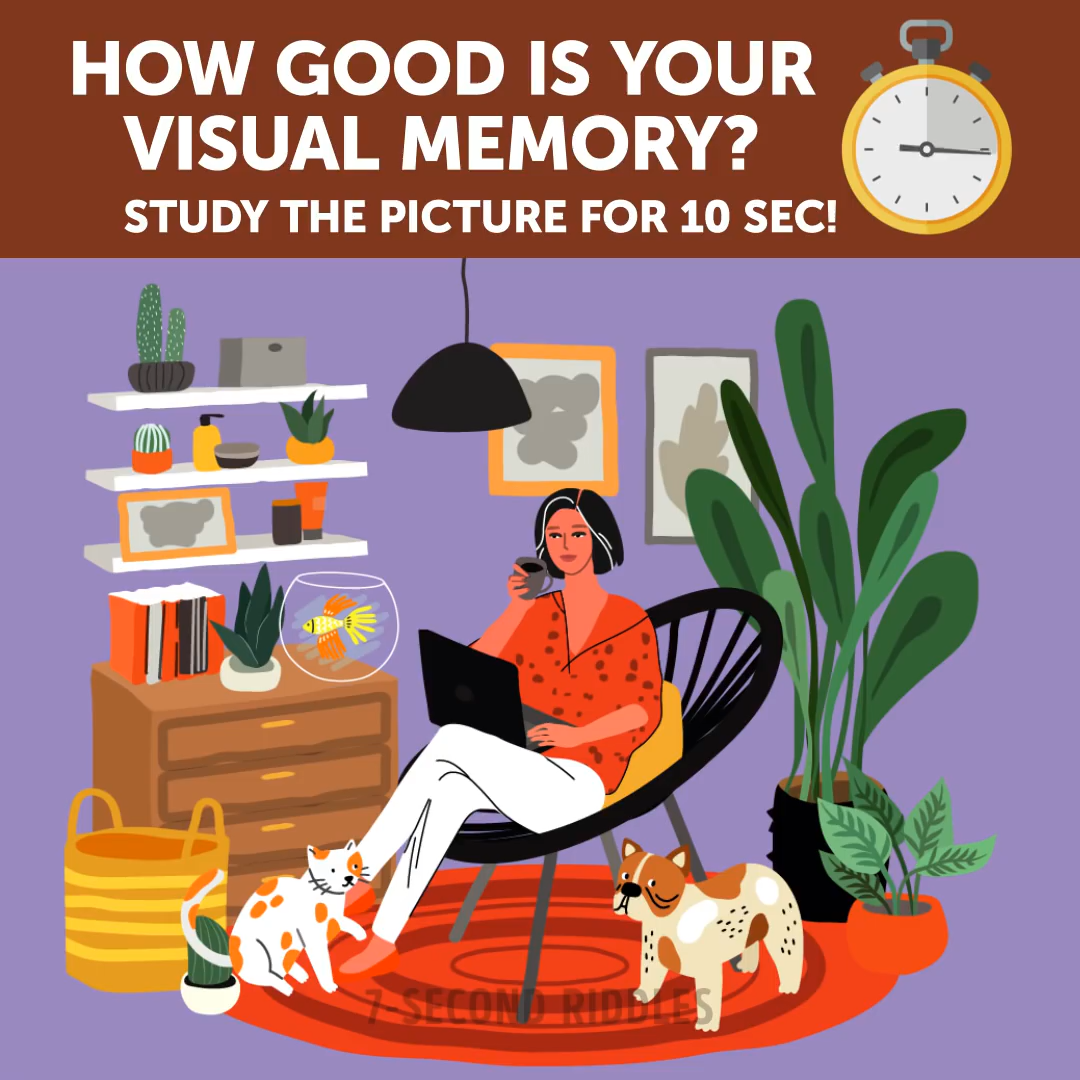 HOW GOOD IS YOUR
VISUAL MEMORY?
STUDY THE PICTURE FOR 10 SEC!
7-SECOND RIDDLES